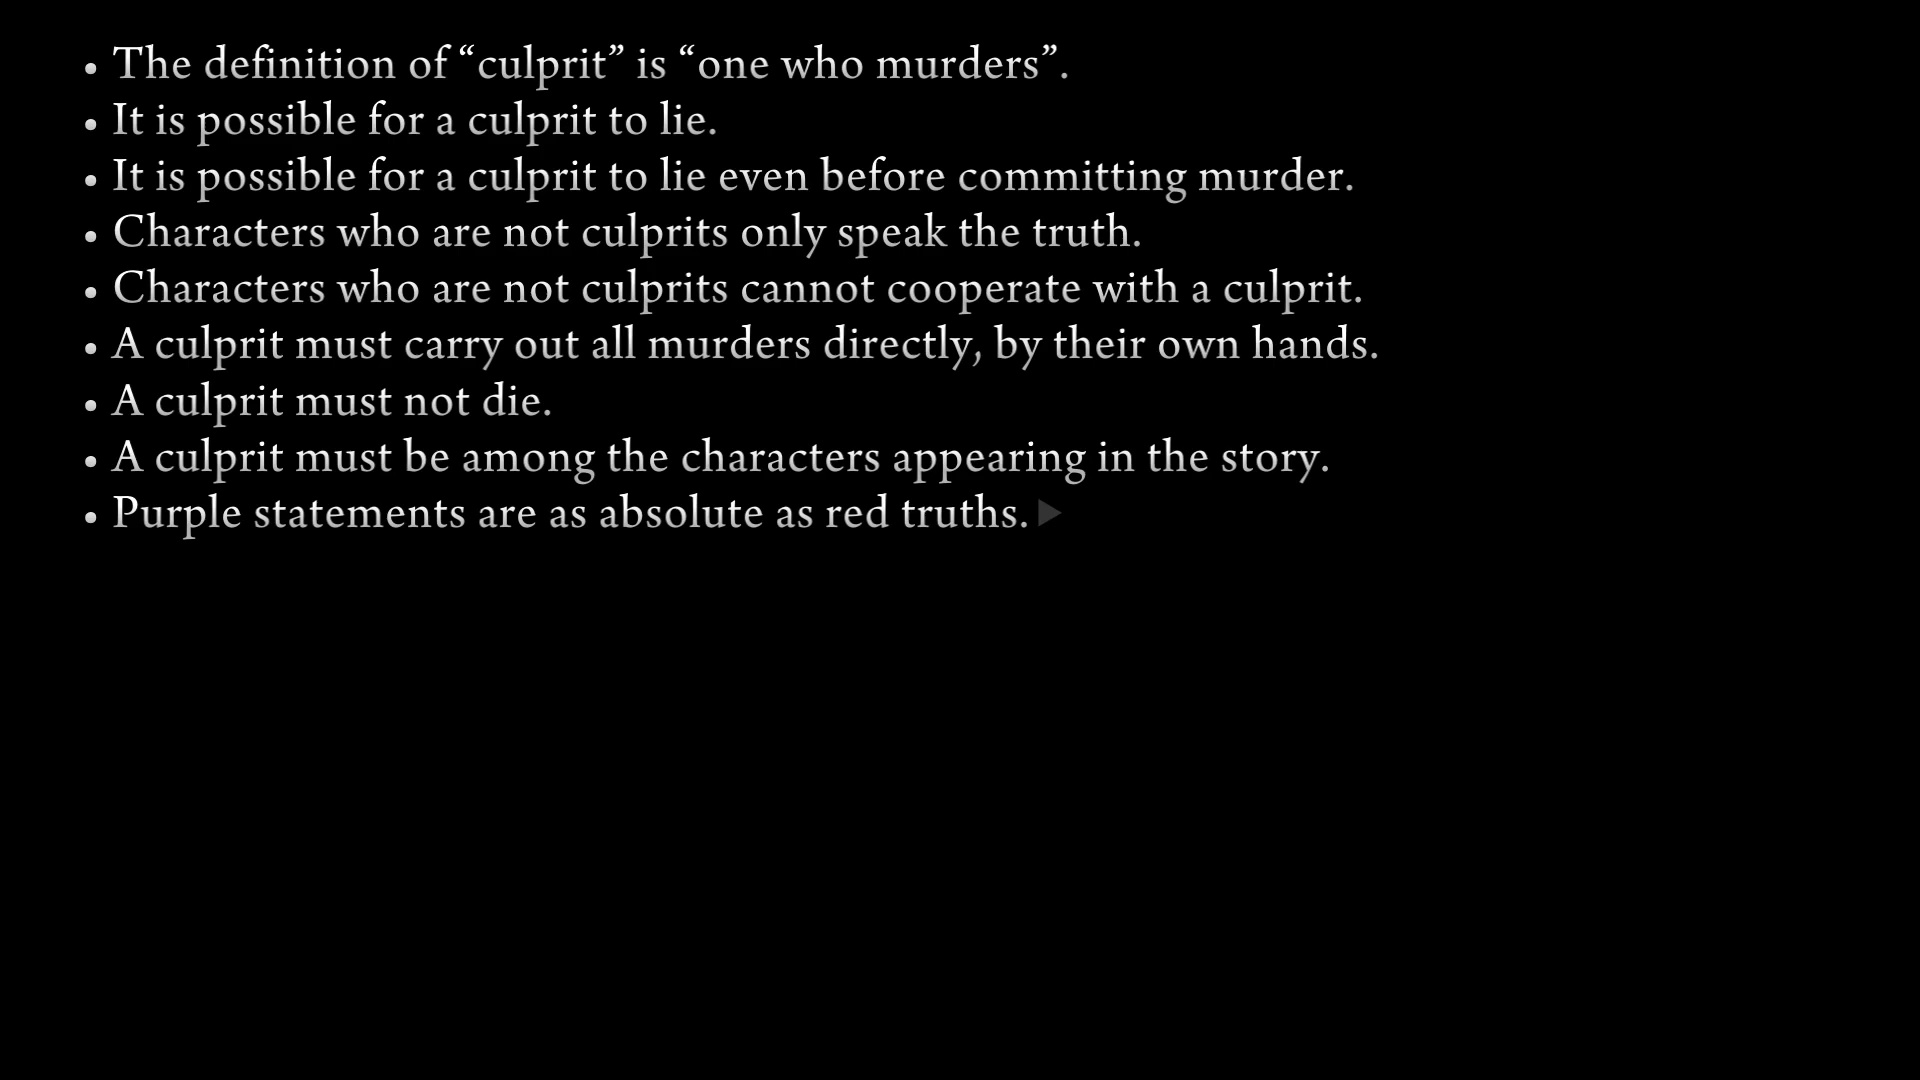 • The definition of “culprit” is “one who murders”.
• It is possible for a culprit to lie.
• It is possible for a culprit to lie even before committing murder.
• Characters who are not culprits only speak the truth.
• Characters who are not culprits cannot cooperate with a culprit.
• A culprit must carry out all murders directly, by their own hands.
• A culprit must not die.
• A culprit must be among the characters appearing in the story.
• Purple statements are as absolute as red truths.